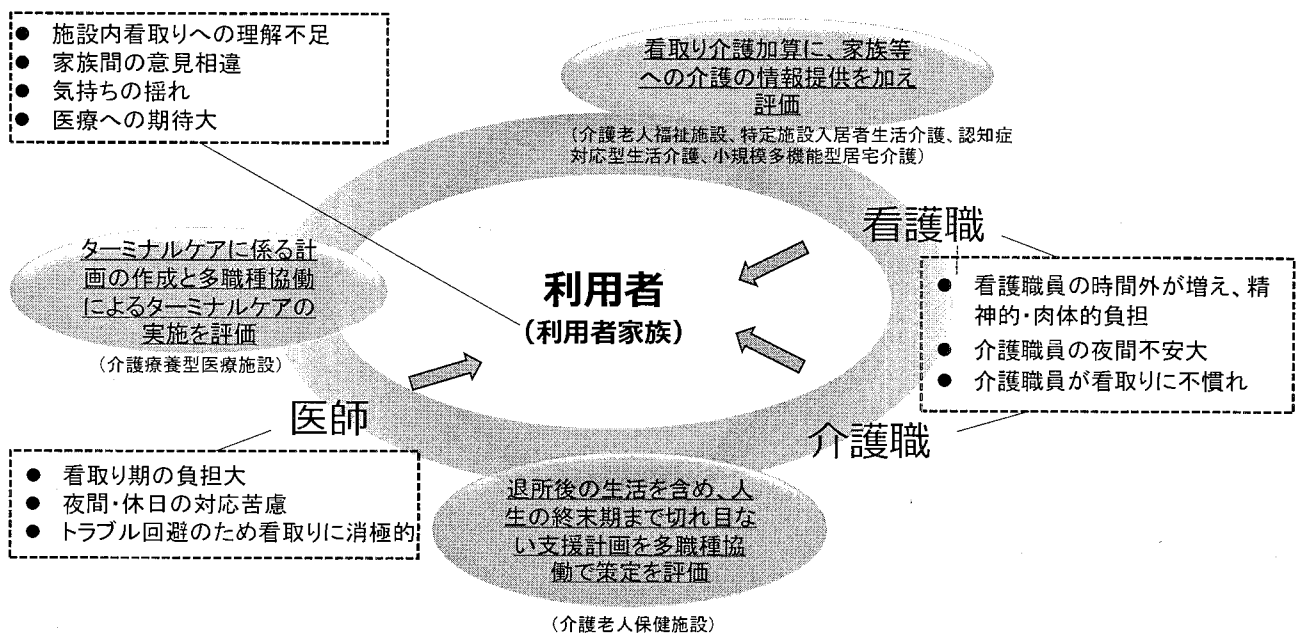 ● 施設内看取りへの理解不足
● 家族間の意見相違
● 気持ちの揺れ
● 医療への期待大
看取り介護加算に、家族等
への介護の情報提供を加え
評価
(介護老人福祉施設、特定施設入居者生活介護、認知症
対応型生活介護、小規模多機能型居宅介護)
ターミナルケアに係る計
画の作成と多職種協働
によるターミナルケアの
実施を評価
(介護療養型医療施設)
利用者
(利用者家族)
看護職
● 看護職員の時間外が増え、精
神的・肉体的負担
● 介護職員の夜間不安大
● 介護職員が看取りに不慣れ
医師
介護職
● 看取り期の負担大
● 夜間・休日の対応苦慮
● トラブル回避のため看取りに消極的
退所後の生活を含め、人
生の終末期まで切れ目な
い支援計画を多職種協
働で策定を評価
(介護老人保健施設)